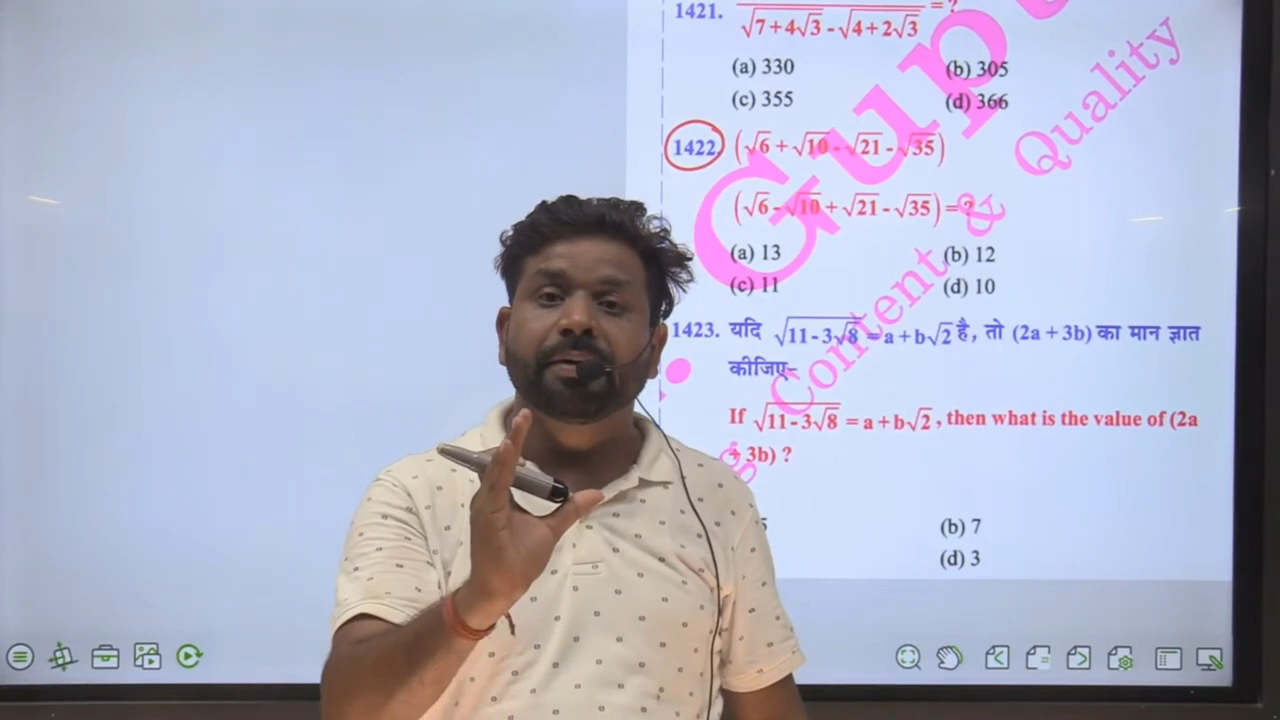 1421. √7+4√3 - √4+2√3 = ?
(a) 330 (b) 305
(c) 355 (d) 366
1422 (√6 + √10 - √21 - √35)
(√6 - √10 + √21 - √35) = ?
(a) 13 (b) 12
(c) 11 (d) 10
1423. यदि √11-3√8 = a+b√2 है, तो (2a + 3b) का मान ज्ञात
कीजिए-
If √11-3√8 = a+b√2, then what is the value of (2a
+ 3b) ?
(b) 7
(d) 3
Content & Quality